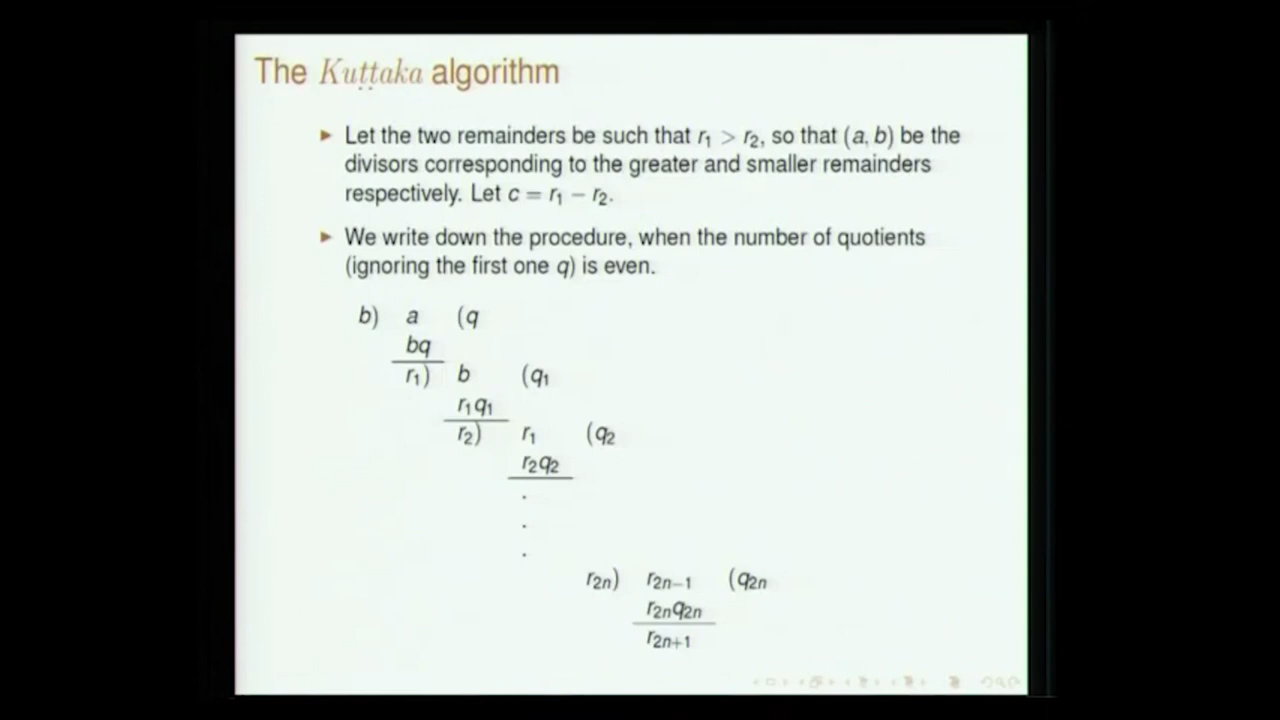 The Kuṭṭaka algorithm
► Let the two remainders be such that r₁ > r₂, so that (a, b) be the
divisors corresponding to the greater and smaller remainders
respectively. Let c = r₁ − r₂.
► We write down the procedure, when the number of quotients
(ignoring the first one q) is even.
b) a (q
bq
r₁) b (q₁
r₁q₁
r₂) r₁ (q₂
r₂q₂
.
.
.
r₂ₙ) r₂ₙ₋₁ (q₂ₙ
r₂ₙq₂ₙ
r₂ₙ₊₁